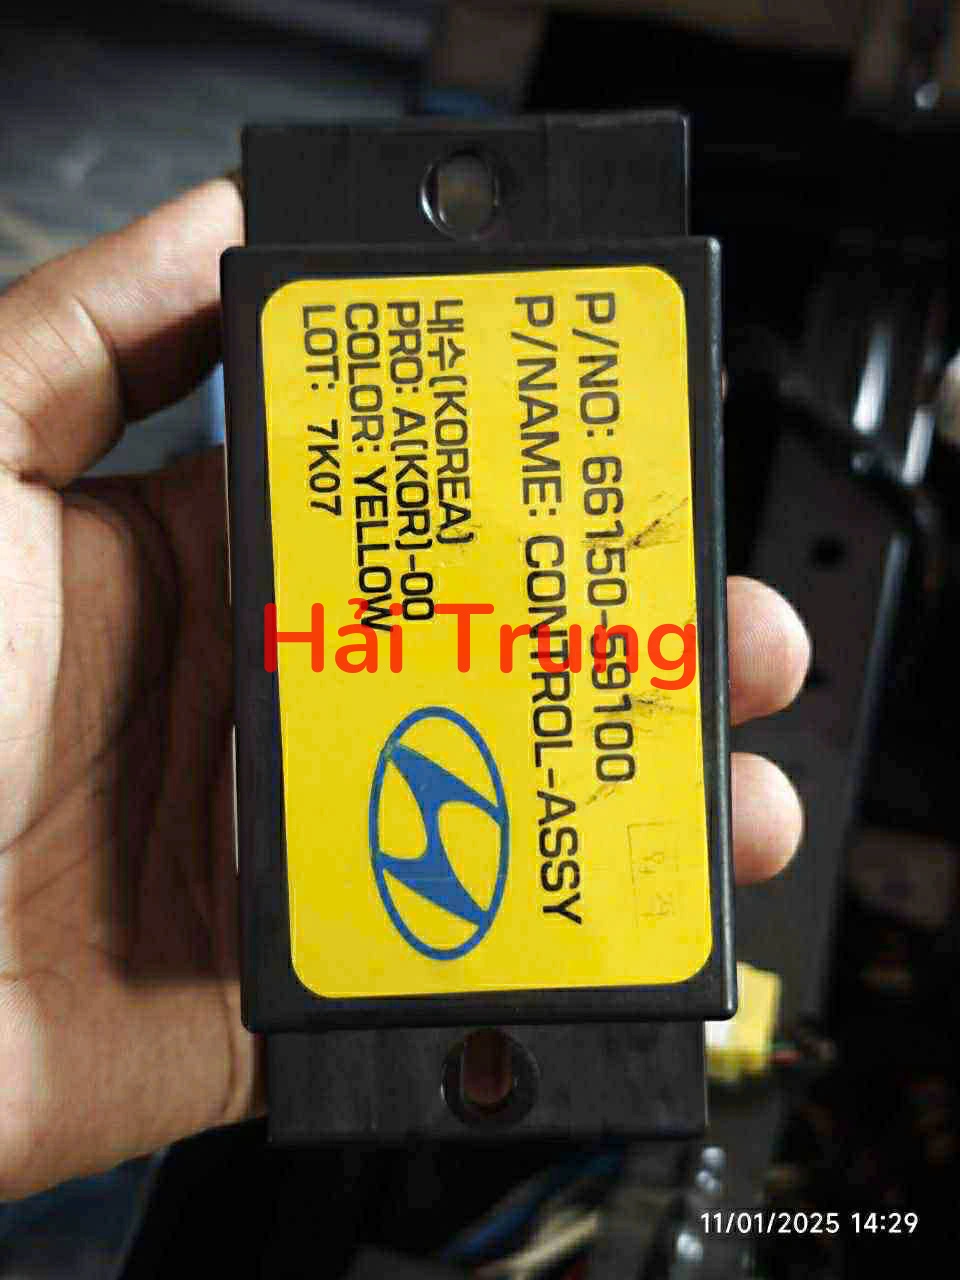 P/NO: 66150-59100
P/NAME: CONTROL-ASSY
내수(KOREA)
PRO: A(KOR)-00
COLOR: YELLOW
LOT: 7K07
Hải Trung
11/01/2025 14:29